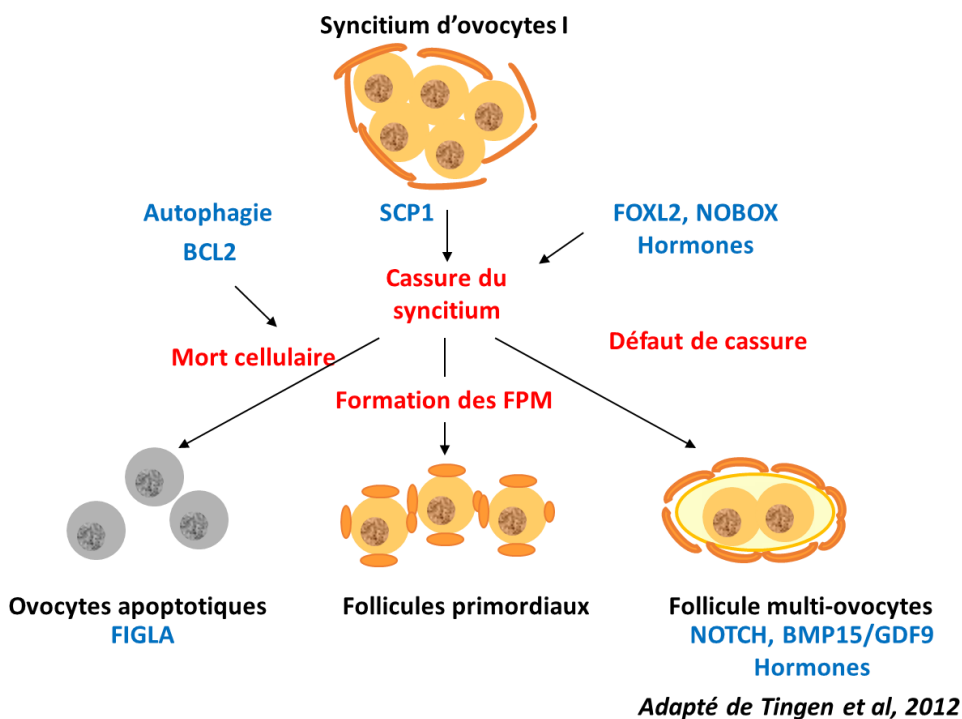 Syncitium d’ovocytes I
Autophagie
BCL2
SCP1
FOXL2, NOBOX
Hormones
Cassure du
syncitium
Mort cellulaire
Défaut de cassure
Formation des FPM
Ovocytes apoptotiques
FIGLA
Follicules primordiaux
Follicule multi-ovocytes
NOTCH, BMP15/GDF9
Hormones
Adapté de Tingen et al, 2012